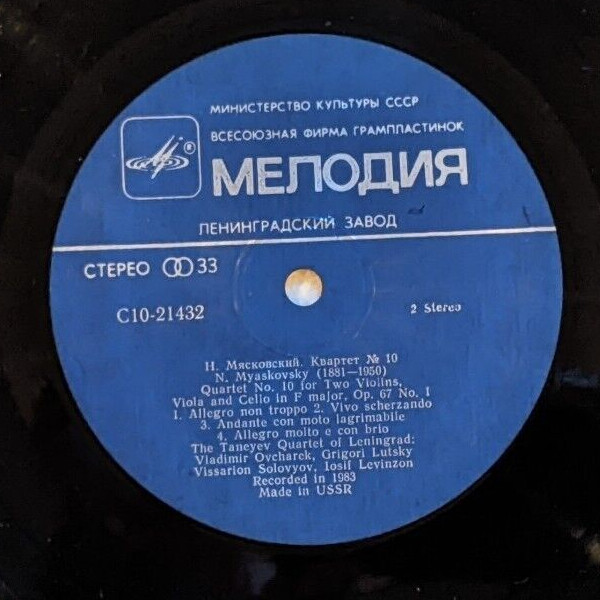 МИНИСТЕРСТВО КУЛЬТУРЫ СССР
ВСЕСОЮЗНАЯ ФИРМА ГРАМПЛАСТИНОК
®
МЕЛОДИЯ
ЛЕНИНГРАДСКИЙ ЗАВОД
СТЕРЕО 33
С10-21432
2 Stereo
Н. Мясковский. Квартет № 10
N. Myaskovsky (1881—1950)
Quartet No. 10 for Two Violins,
Viola and Cello in F major, Op. 67 No. 1
1. Allegro non troppo 2. Vivo scherzando
3. Andante con moto lagrimabile
4. Allegro molto e con brio
The Taneyev Quartet of Leningrad:
Vladimir Ovcharek, Grigori Lutsky
Vissarion Solovyov, Iosif Levinzon
Recorded in 1983
Made in USSR